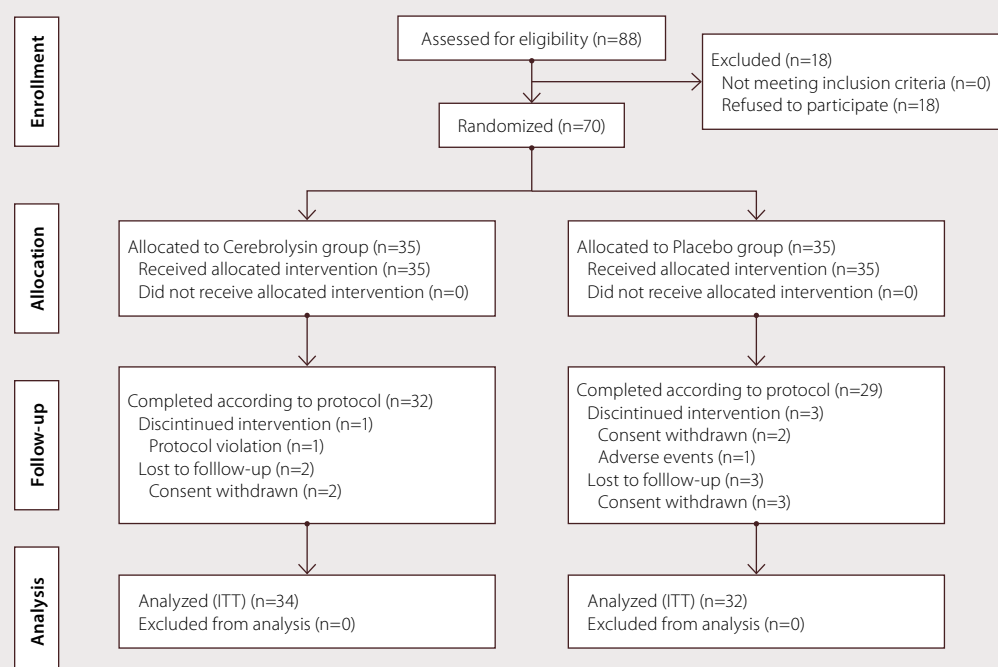 Enrollment
Assessed for eligibility (n=88)
Excluded (n=18)
Not meeting inclusion criteria (n=0)
Refused to participate (n=18)
Randomized (n=70)
Allocation
Allocated to Cerebrolysin group (n=35)
Received allocated intervention (n=35)
Did not receive allocated intervention (n=0)
Allocated to Placebo group (n=35)
Received allocated intervention (n=35)
Did not receive allocated intervention (n=0)
Follow-up
Completed according to protocol (n=32)
Discintinued intervention (n=1)
Protocol violation (n=1)
Lost to folllow-up (n=2)
Consent withdrawn (n=2)
Completed according to protocol (n=29)
Discintinued intervention (n=3)
Consent withdrawn (n=2)
Adverse events (n=1)
Lost to folllow-up (n=3)
Consent withdrawn (n=3)
Analysis
Analyzed (ITT) (n=34)
Excluded from analysis (n=0)
Analyzed (ITT) (n=32)
Excluded from analysis (n=0)